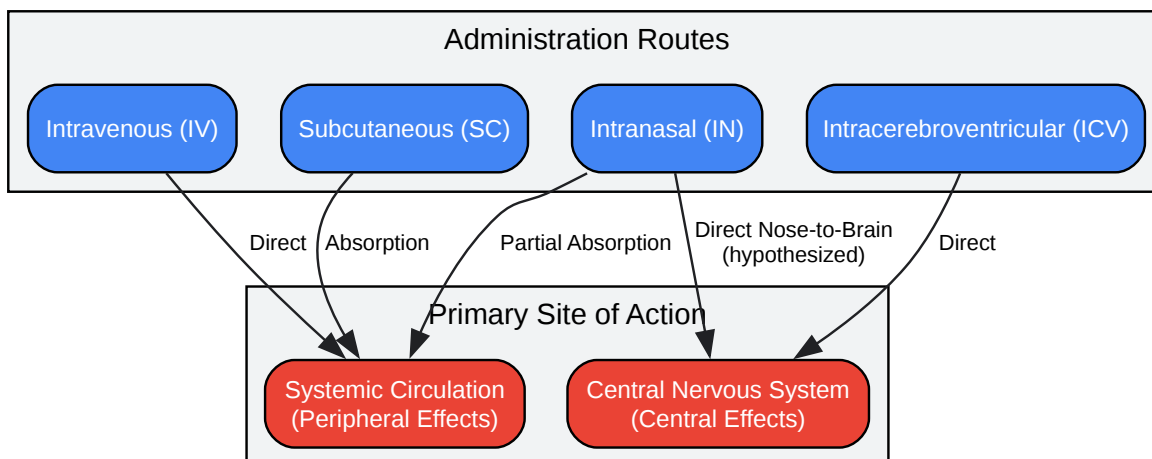 Administration Routes
Intravenous (IV)
Subcutaneous (SC)
Intranasal (IN)
Intracerebroventricular (ICV)
Direct
Absorption
Partial Absorption
Direct Nose-to-Brain
(hypothesized)
Direct
Primary Site of Action
Systemic Circulation
(Peripheral Effects)
Central Nervous System
(Central Effects)